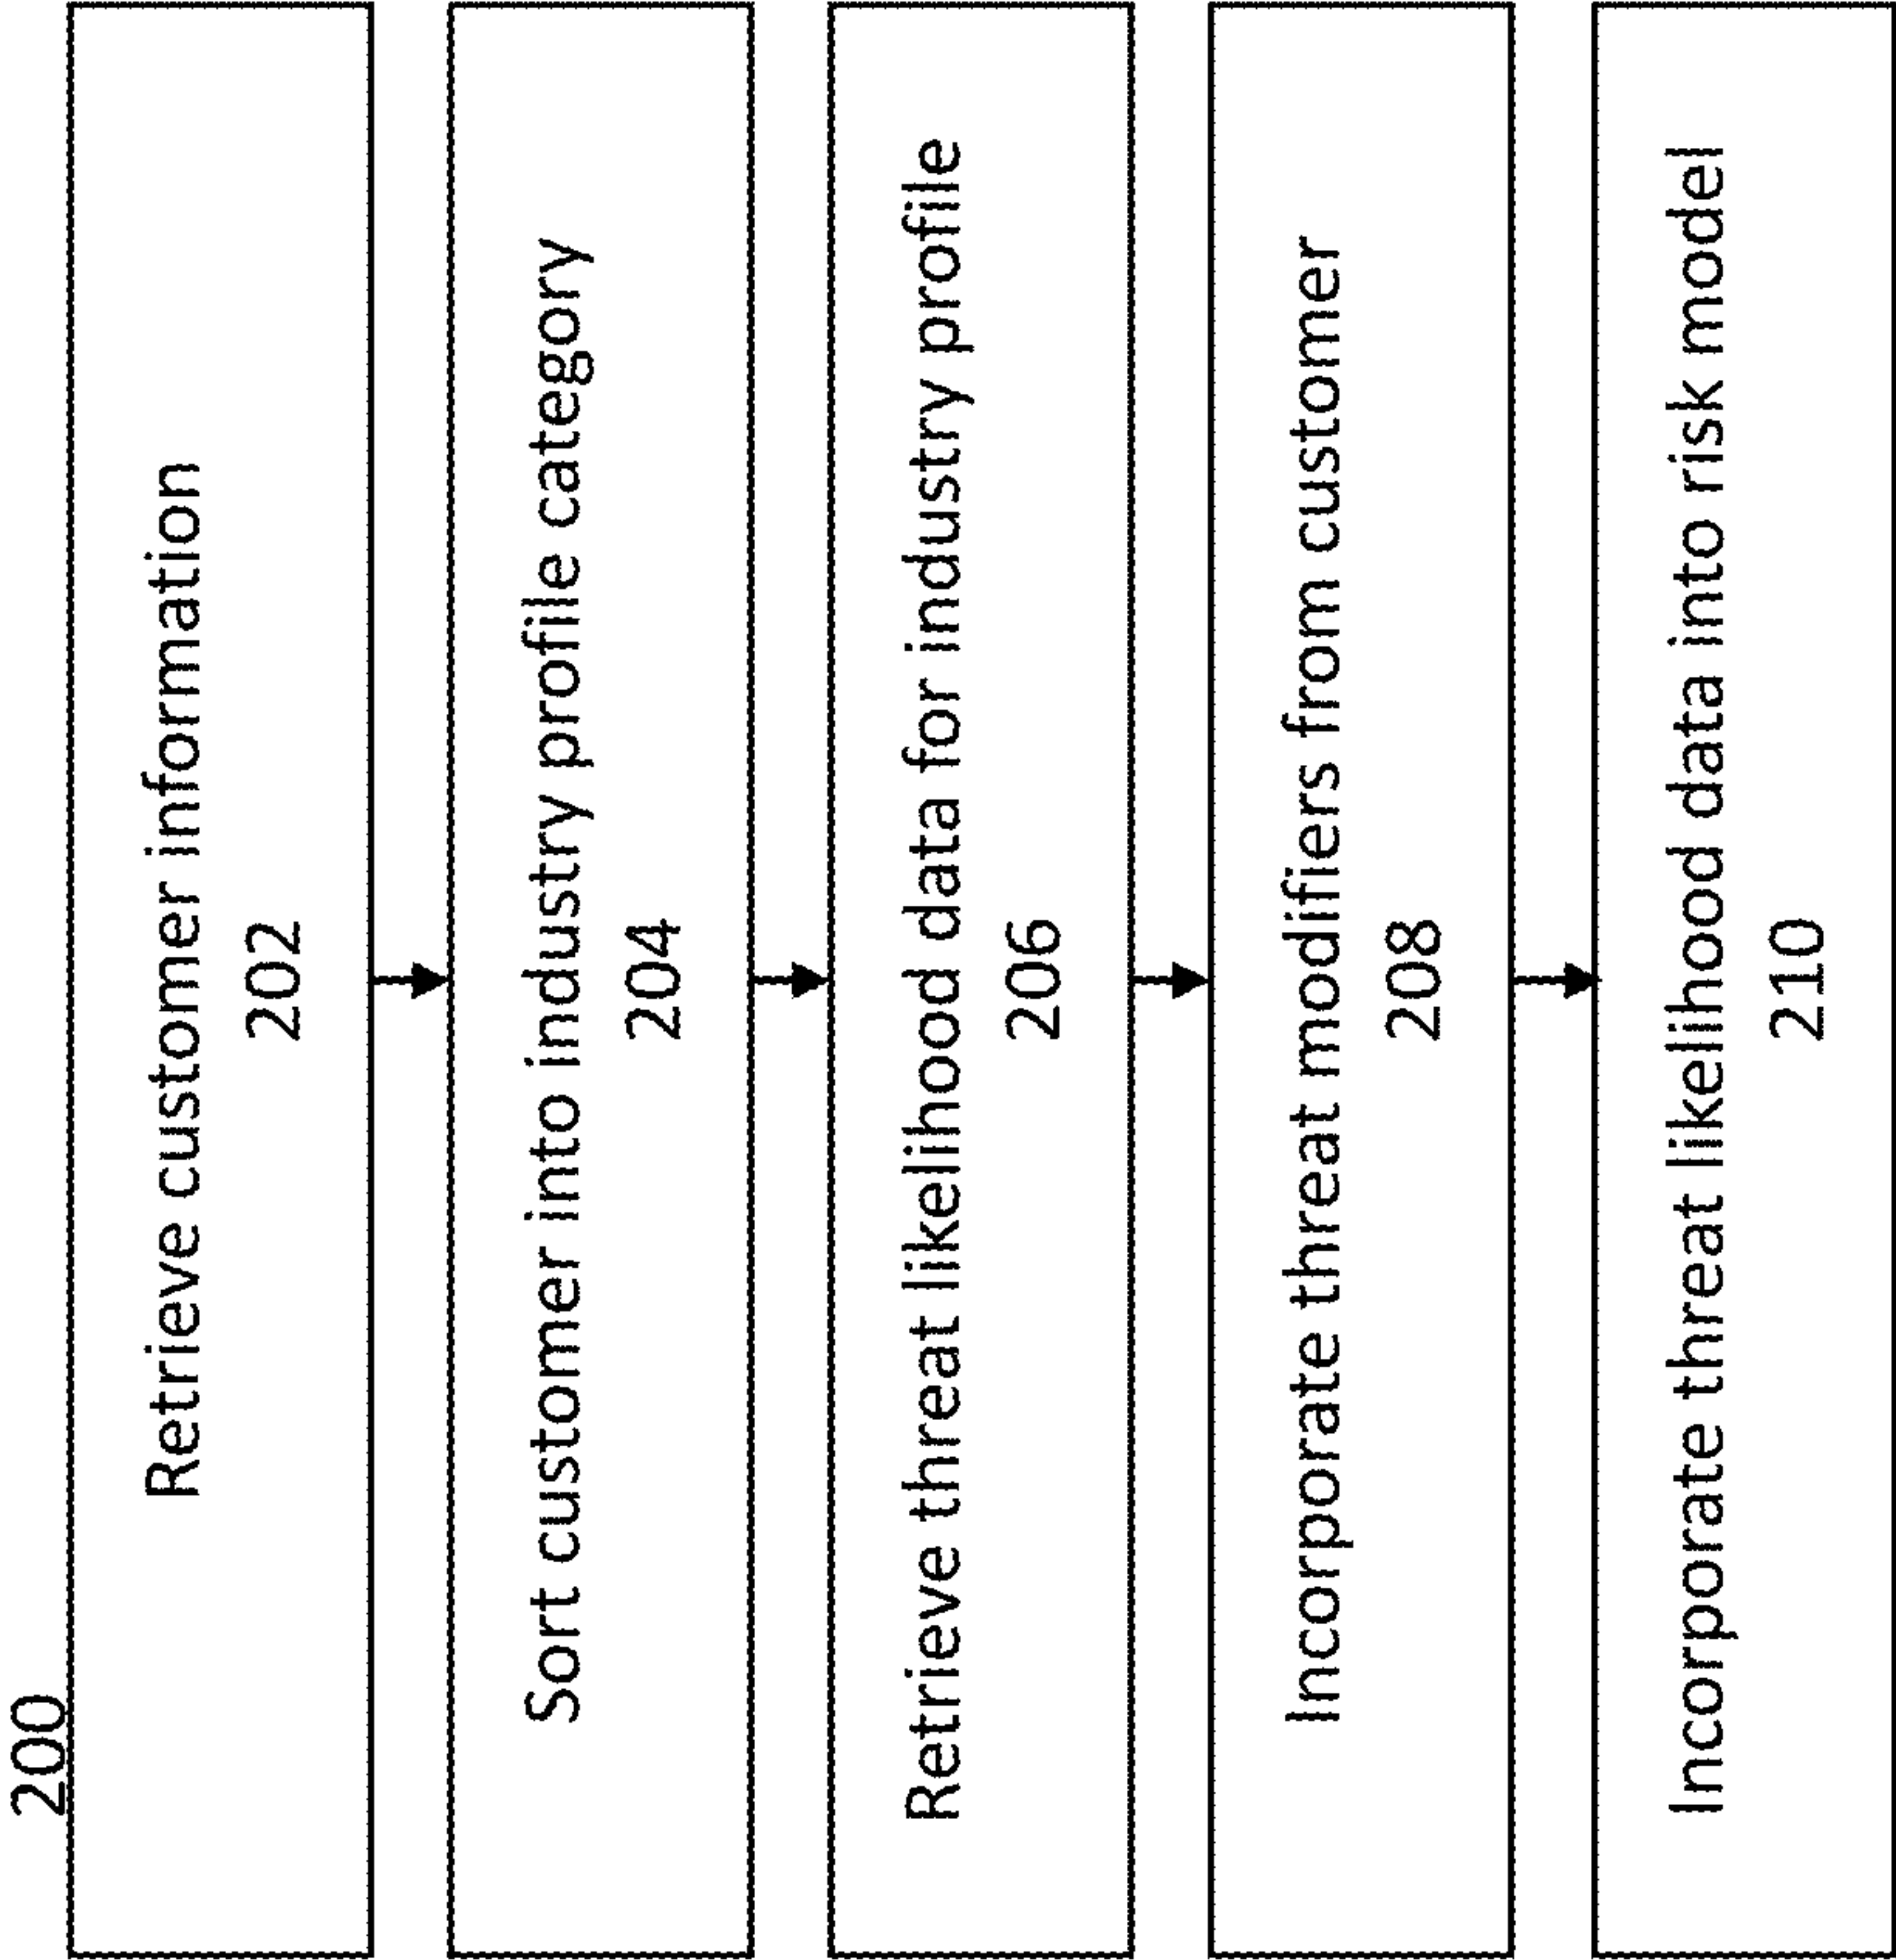 200
Retrieve customer information
202
Sort customer into industry profile category
204
Retrieve threat likelihood data for industry profile
206
Incorporate threat modifiers from customer
208
Incorporate threat likelihood data into risk model
210